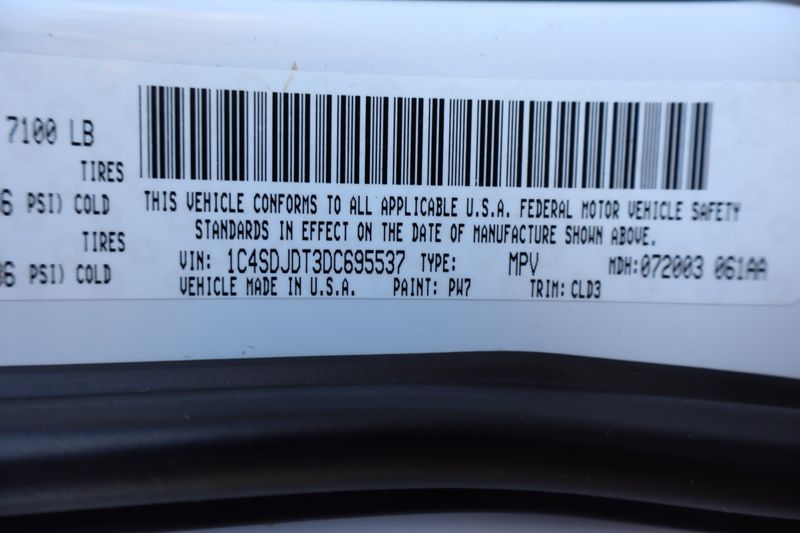 7100 LB
TIRES
PSI) COLD
TIRES
PSI) COLD
THIS VEHICLE CONFORMS TO ALL APPLICABLE U.S.A. FEDERAL MOTOR VEHICLE SAFETY
STANDARDS IN EFFECT ON THE DATE OF MANUFACTURE SHOWN ABOVE.
VIN: 1C4SDJDT3DC695537 TYPE: MPV MDH:072003 061AA
VEHICLE MADE IN U.S.A. PAINT: PW7 TRIM: CLD3